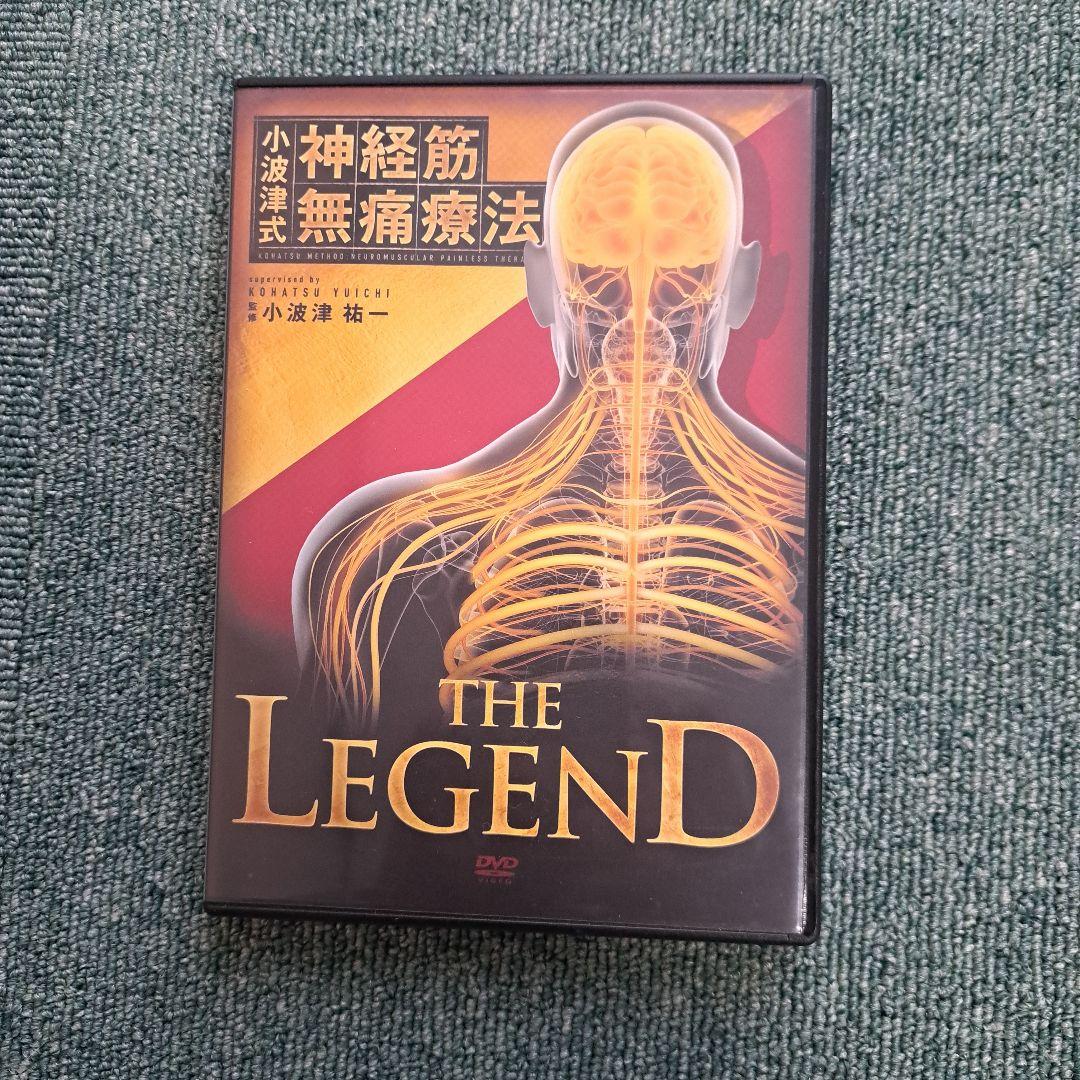 小波津式
神経筋
無痛療法
KOHATSU METHOD:NEUROMUSCULAR PAINLESS THERA
supervised by
KOHATSU YUICHI
監修 小波津 祐一
THE
LEGEND
DVD
VIDEO